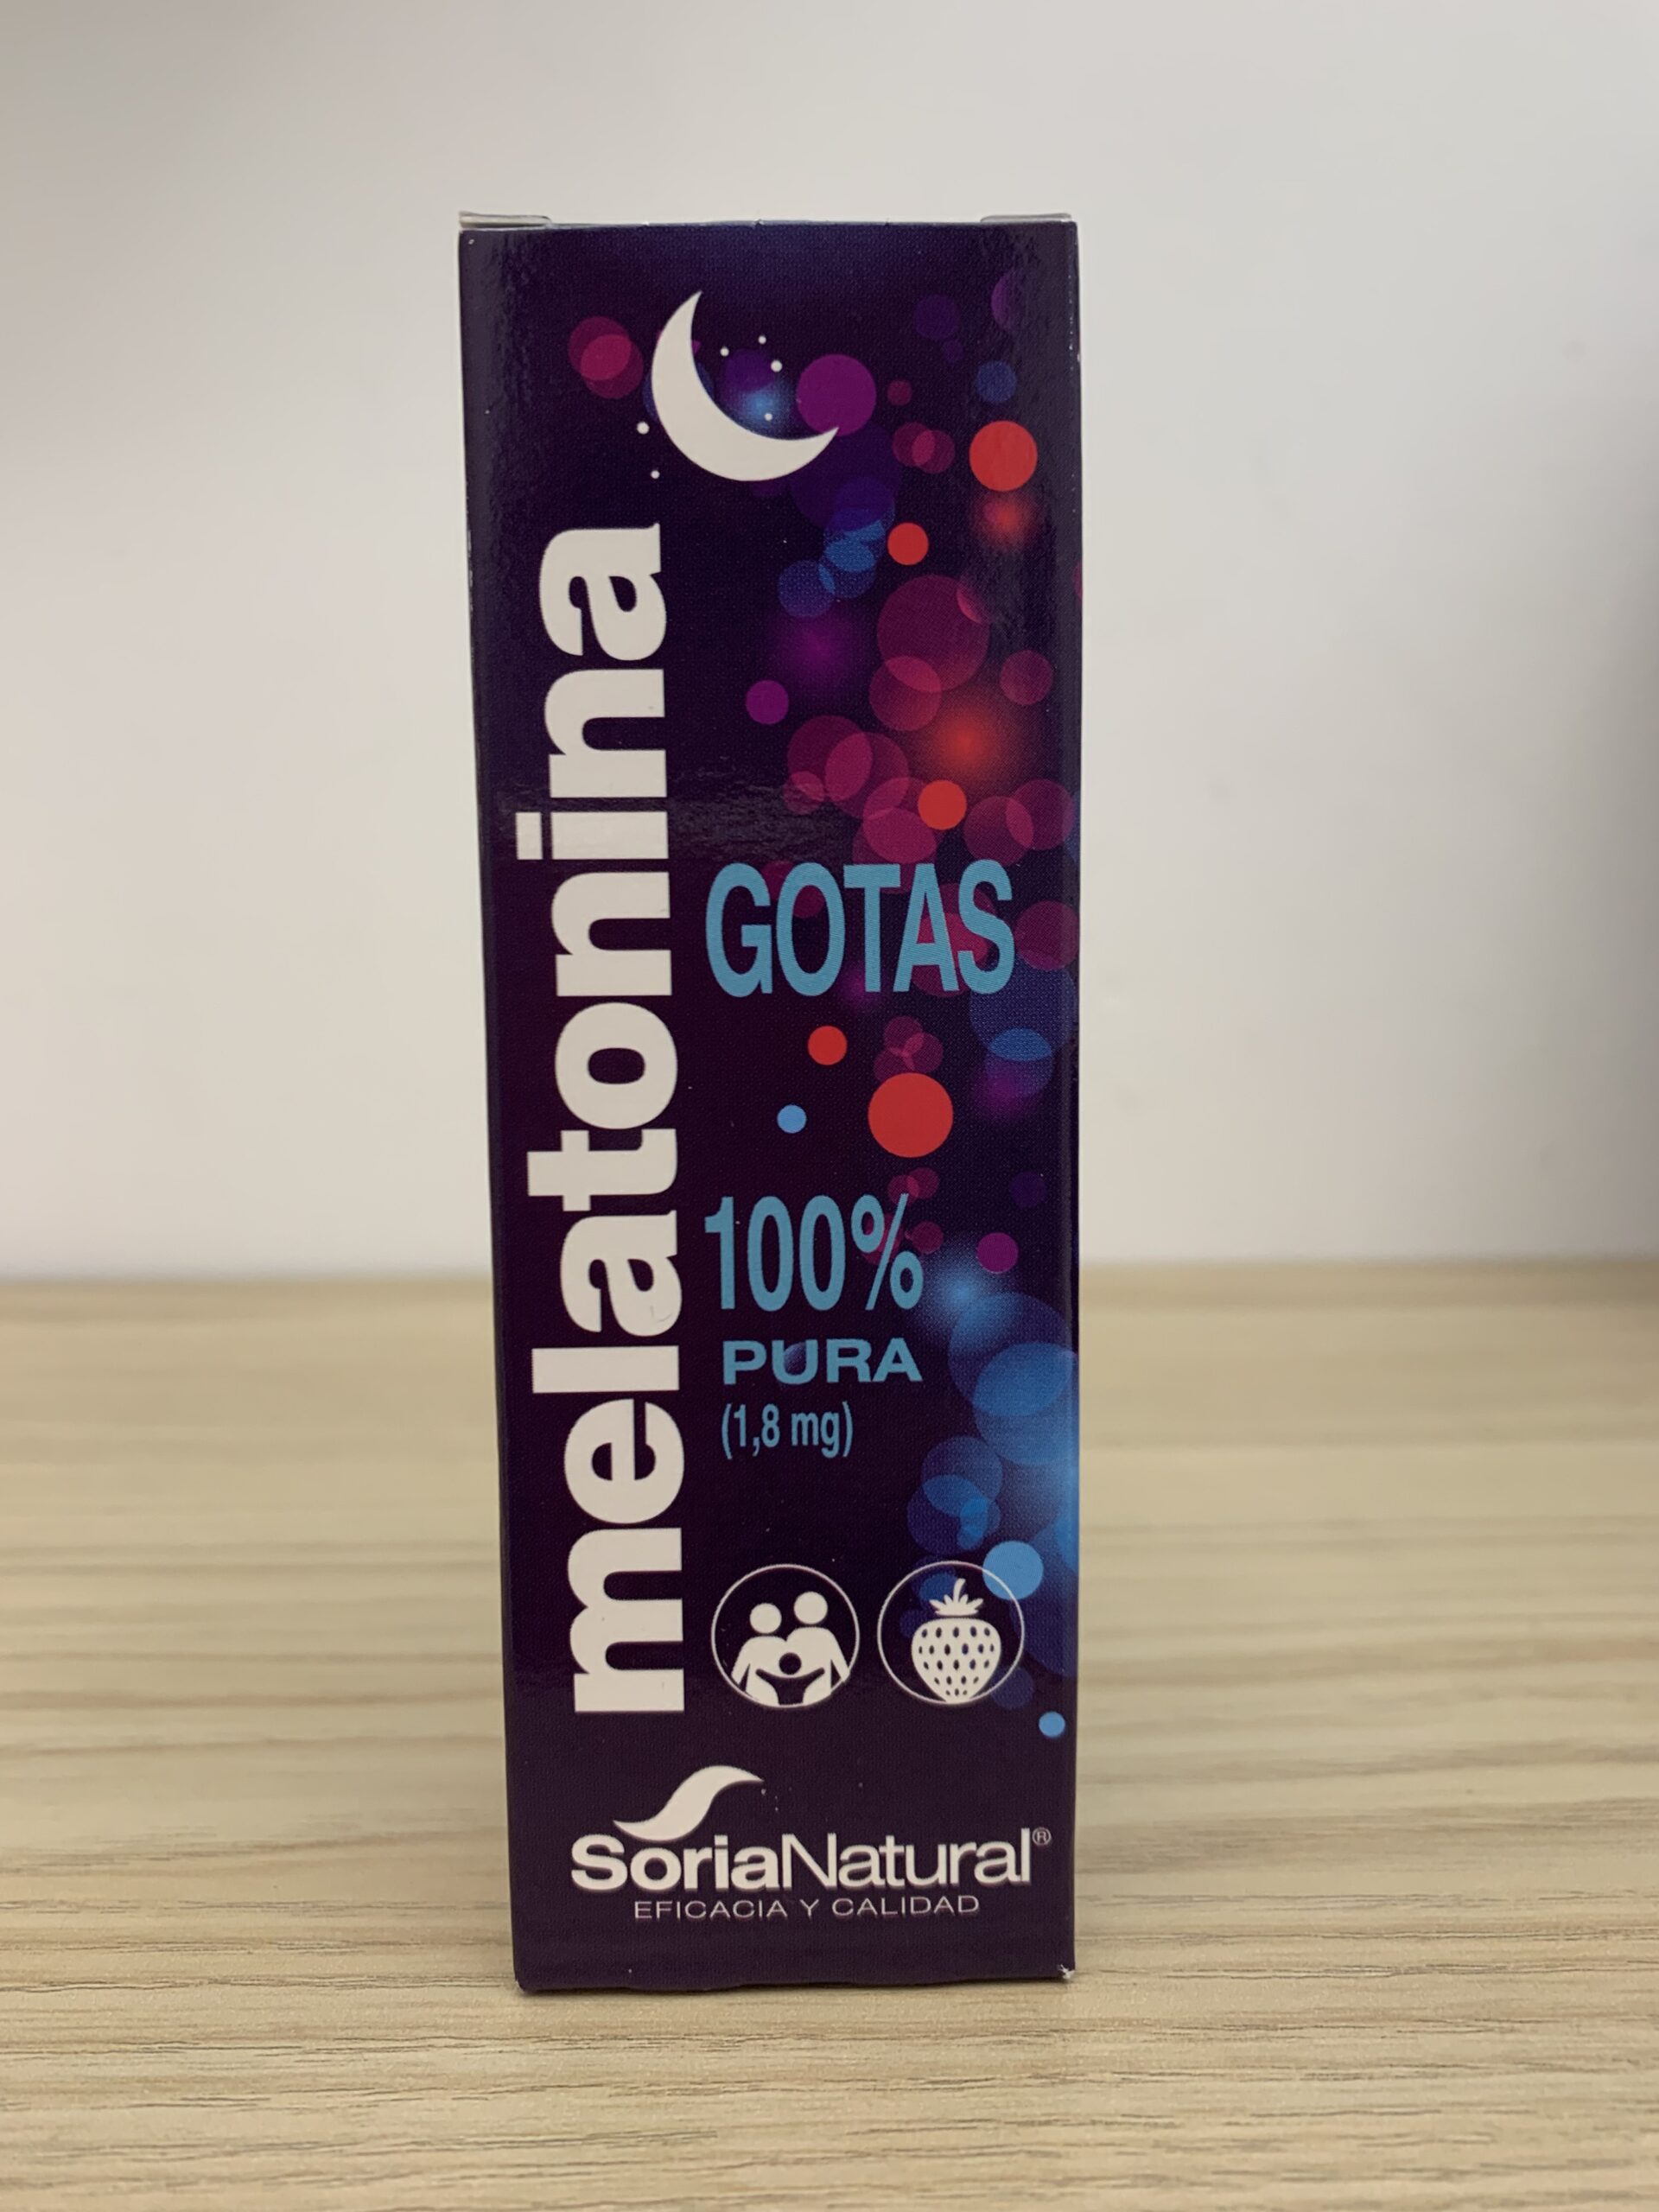 melatonina
GOTAS
100%
PURA
(1,8 mg)
SoriaNatural®
EFICACIA Y CALIDAD